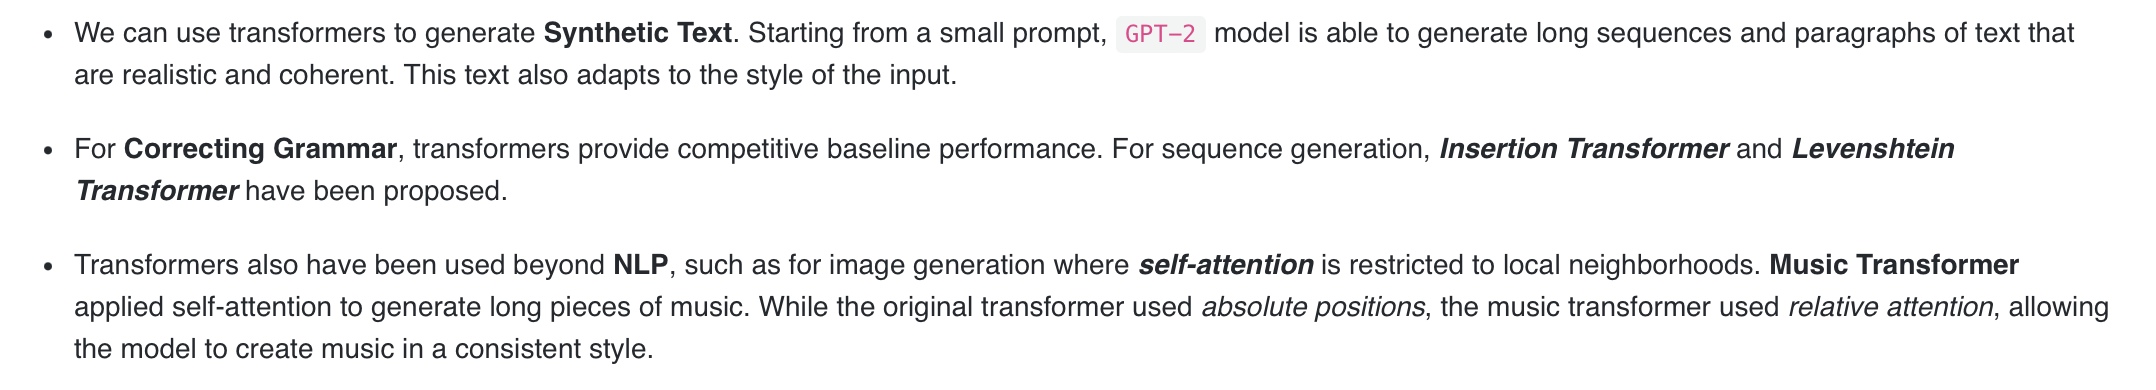 • We can use transformers to generate Synthetic Text. Starting from a small prompt, GPT-2 model is able to generate long sequences and paragraphs of text that
are realistic and coherent. This text also adapts to the style of the input.
• For Correcting Grammar, transformers provide competitive baseline performance. For sequence generation, Insertion Transformer and Levenshtein
Transformer have been proposed.
• Transformers also have been used beyond NLP, such as for image generation where self-attention is restricted to local neighborhoods. Music Transformer
applied self-attention to generate long pieces of music. While the original transformer used absolute positions, the music transformer used relative attention, allowing
the model to create music in a consistent style.